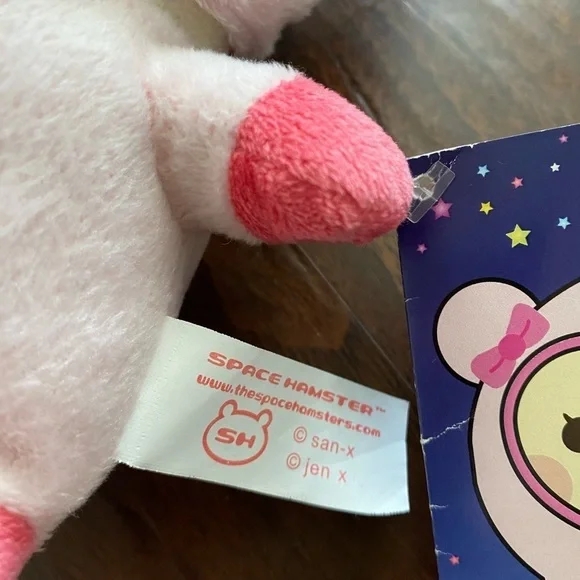 SPACE HAMSTER™
www.thespacehamsters.com
SH
© san-x
© jen x